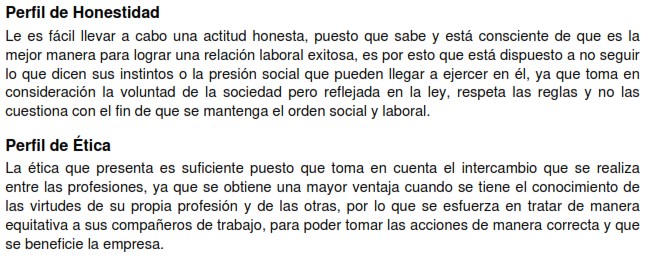 Perfil de Honestidad
Le es fácil llevar a cabo una actitud honesta, puesto que sabe y está consciente de que es la
mejor manera para lograr una relación laboral exitosa, es por esto que está dispuesto a no seguir
lo que dicen sus instintos o la presión social que pueden llegar a ejercer en él, ya que toma en
consideración la voluntad de la sociedad pero reflejada en la ley, respeta las reglas y no las
cuestiona con el fin de que se mantenga el orden social y laboral.
Perfil de Ética
La ética que presenta es suficiente puesto que toma en cuenta el intercambio que se realiza
entre las profesiones, ya que se obtiene una mayor ventaja cuando se tiene el conocimiento de
las virtudes de su propia profesión y de las otras, por lo que se esfuerza en tratar de manera
equitativa a sus compañeros de trabajo, para poder tomar las acciones de manera correcta y que
se beneficie la empresa.